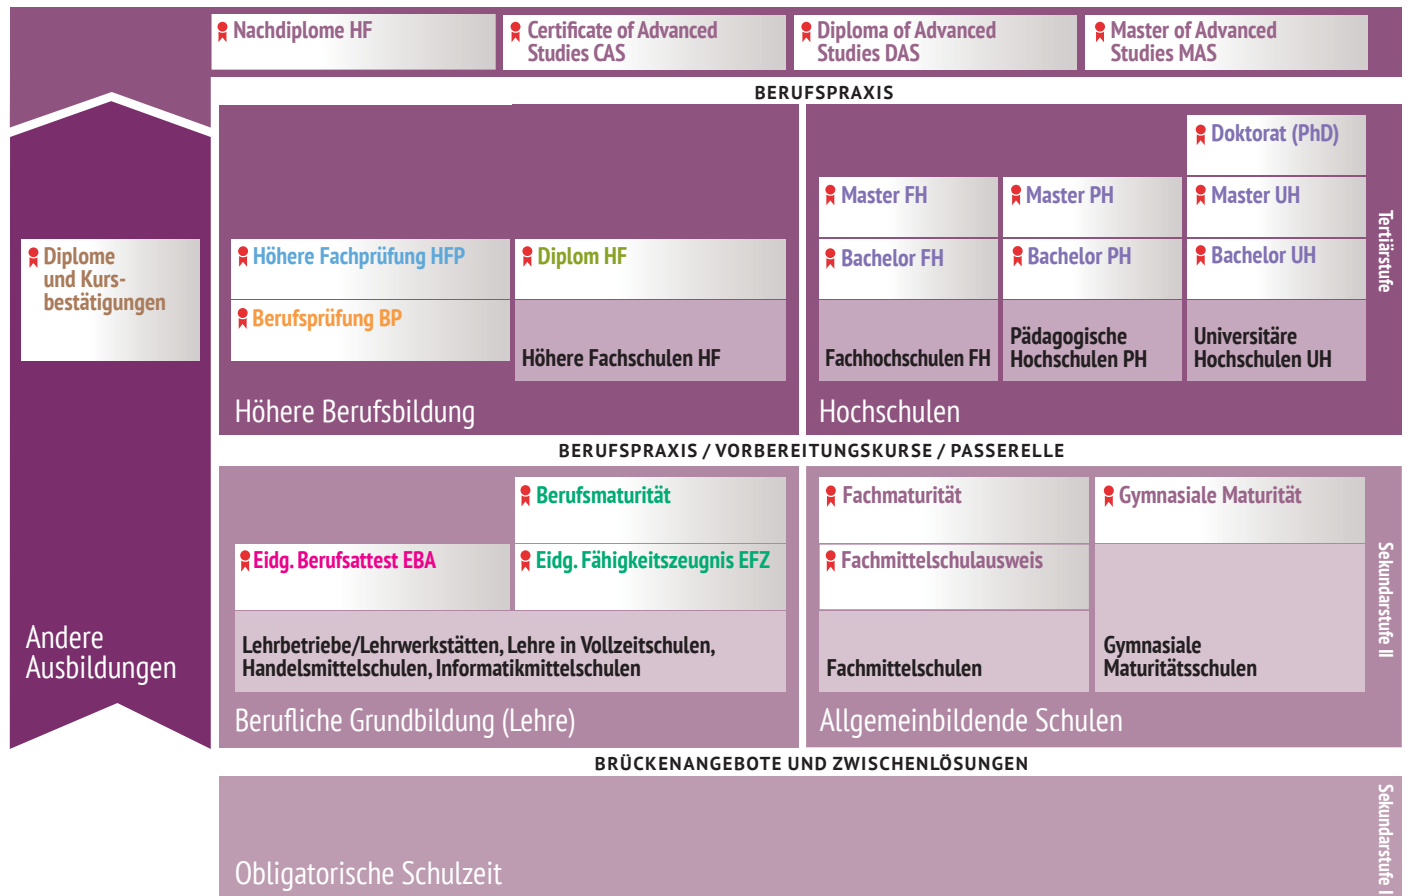 Nachdiplome HF
Certificate of Advanced
Studies CAS
Diploma of Advanced
Studies DAS
Master of Advanced
Studies MAS
BERUFSPRAXIS
Doktorat (PhD)
Master FH
Master PH
Master UH
Diplome
und Kurs-
bestätigungen
Höhere Fachprüfung HFP
Diplom HF
Bachelor FH
Bachelor PH
Bachelor UH
Berufsprüfung BP
Höhere Fachschulen HF
Fachhochschulen FH
Pädagogische
Hochschulen PH
Universitäre
Hochschulen UH
Höhere Berufsbildung
Hochschulen
Tertiärstufe
BERUFSPRAXIS / VORBEREITUNGSKURSE / PASSERELLE
Berufsmaturität
Fachmaturität
Gymnasiale Maturität
Eidg. Berufsattest EBA
Eidg. Fähigkeitszeugnis EFZ
Fachmittelschulausweis
Andere
Ausbildungen
Lehrbetriebe/Lehrwerkstätten, Lehre in Vollzeitschulen,
Handelsmittelschulen, Informatikmittelschulen
Fachmittelschulen
Gymnasiale
Maturitätsschulen
Berufliche Grundbildung (Lehre)
Allgemeinbildende Schulen
Sekundarstufe II
BRÜCKENANGEBOTE UND ZWISCHENLÖSUNGEN
Obligatorische Schulzeit
Sekundarstufe I